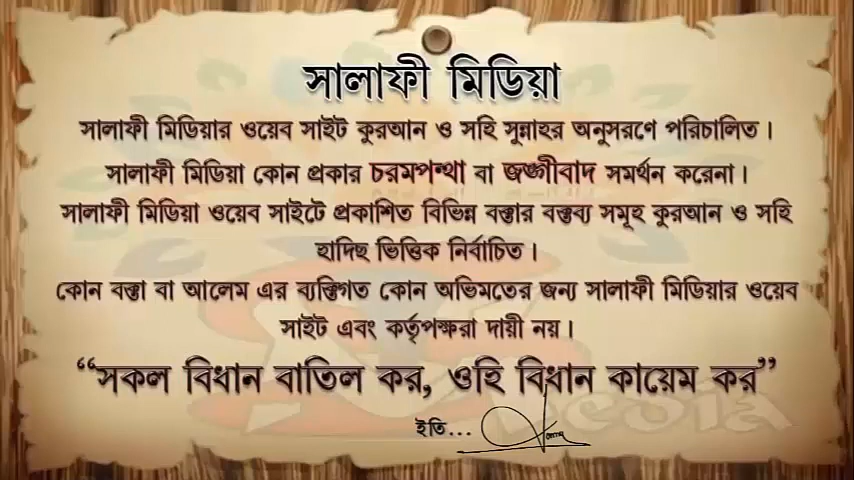 সালাফী মিডিয়া
সালাফী মিডিয়ার ওয়েব সাইট কুরআন ও সহি সুন্নাহর অনুসরণে পরিচালিত।
সালাফী মিডিয়া কোন প্রকার চরমপন্থা বা জঙ্গীবাদ সমর্থন করেনা।
সালাফী মিডিয়া ওয়েব সাইটে প্রকাশিত বিভিন্ন বক্তার বক্তব্য সমূহ কুরআন ও সহি
হাদিছ ভিত্তিক নির্বাচিত।
কোন বক্তা বা আলেম এর ব্যক্তিগত কোন অভিমতের জন্য সালাফী মিডিয়ার ওয়েব
সাইট এবং কর্তৃপক্ষরা দায়ী নয়।
“সকল বিধান বাতিল কর, ওহি বিধান কায়েম কর”
ইতি...